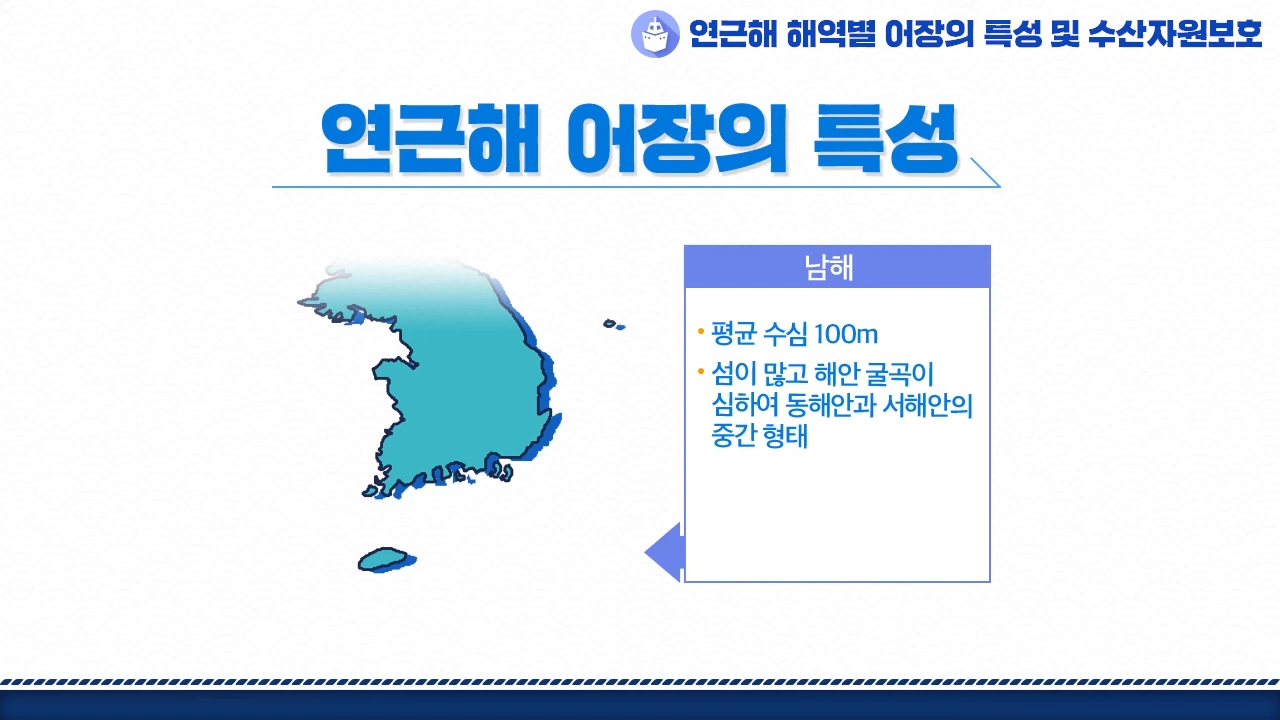 연근해 해역별 어장의 특성 및 수산자원보호
연근해 어장의 특성
남해
• 평균 수심 100m
• 섬이 많고 해안 굴곡이
심하여 동해안과 서해안의
중간 형태